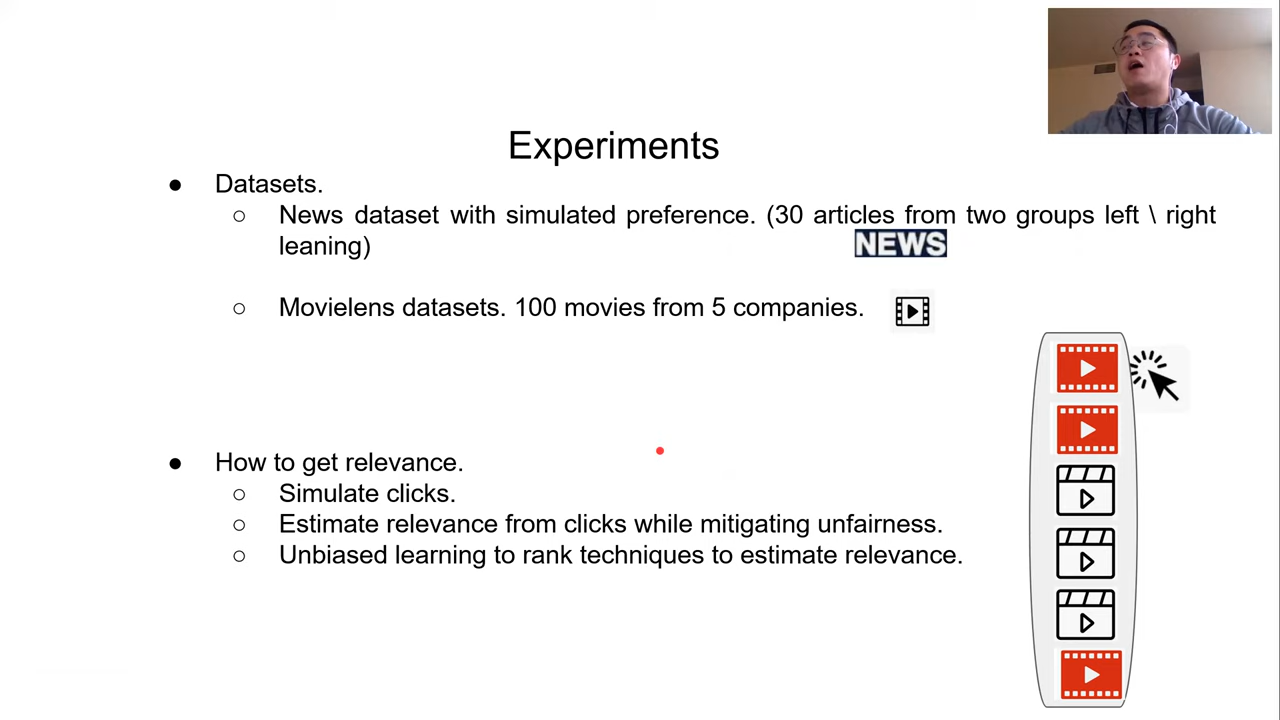 Experiments
● Datasets.
○ News dataset with simulated preference. (30 articles from two groups left \ right
leaning)
NEWS
○ Movielens datasets. 100 movies from 5 companies.
● How to get relevance.
○ Simulate clicks.
○ Estimate relevance from clicks while mitigating unfairness.
○ Unbiased learning to rank techniques to estimate relevance.